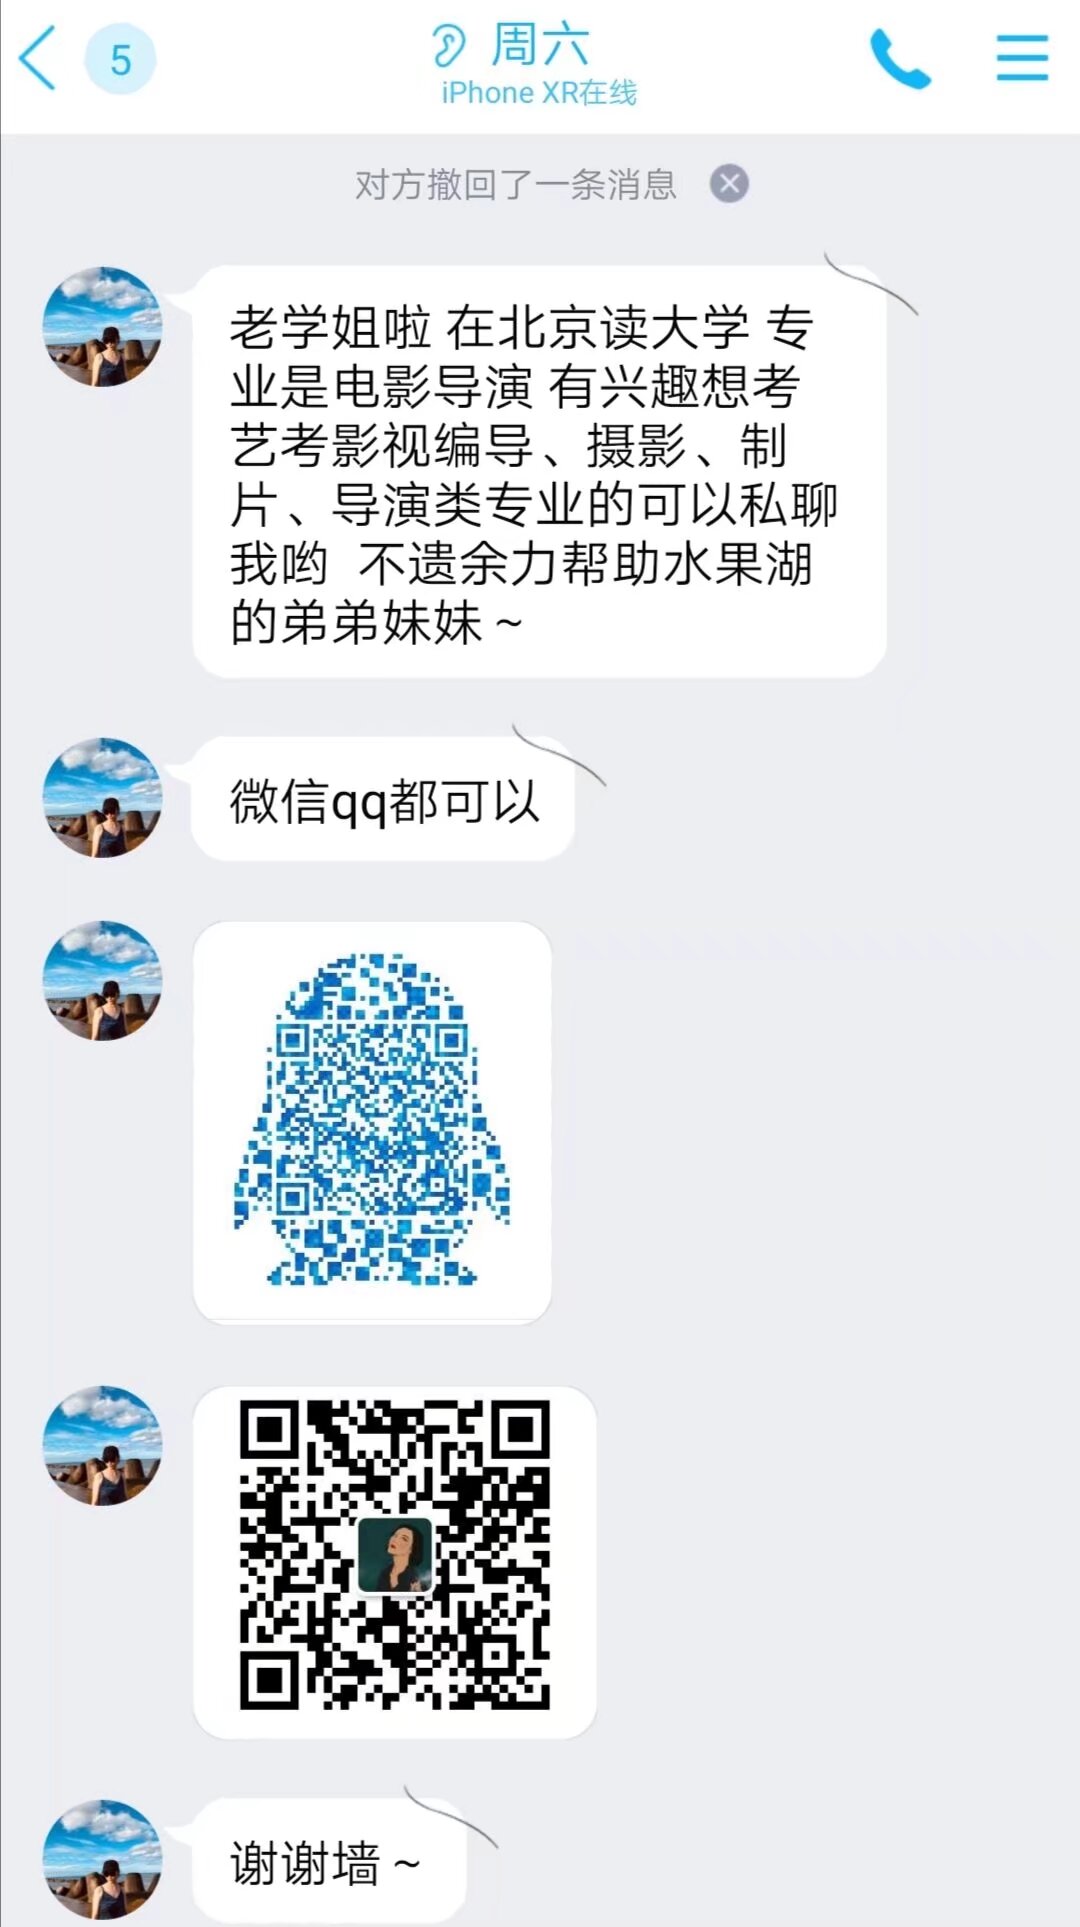 5
周六
iPhone XR在线
对方撤回了一条消息
老学姐啦 在北京读大学 专
业是电影导演 有兴趣想考
艺考影视编导、摄影、制
片、导演类专业的可以私聊
我哟 不遗余力帮助水果湖
的弟弟妹妹~
微信qq都可以
谢谢墙~